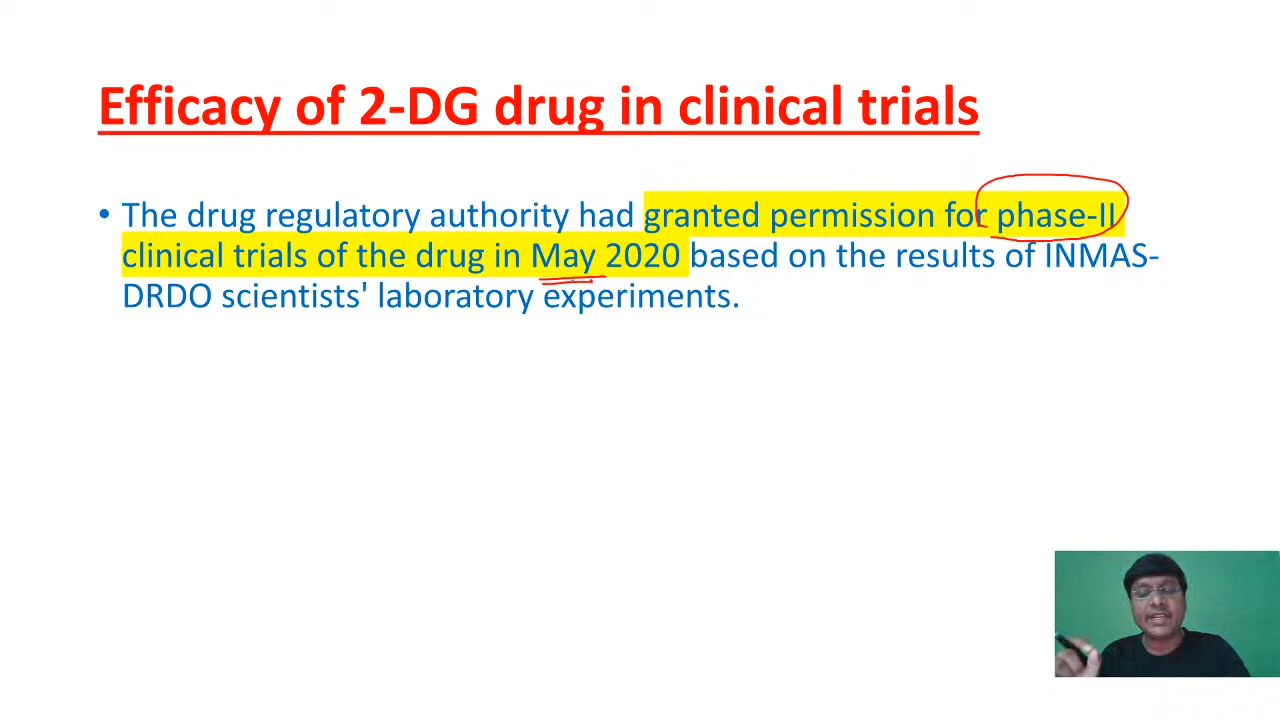 Efficacy of 2-DG drug in clinical trials
• The drug regulatory authority had granted permission for phase-II
clinical trials of the drug in May 2020 based on the results of INMAS-
DRDO scientists' laboratory experiments.